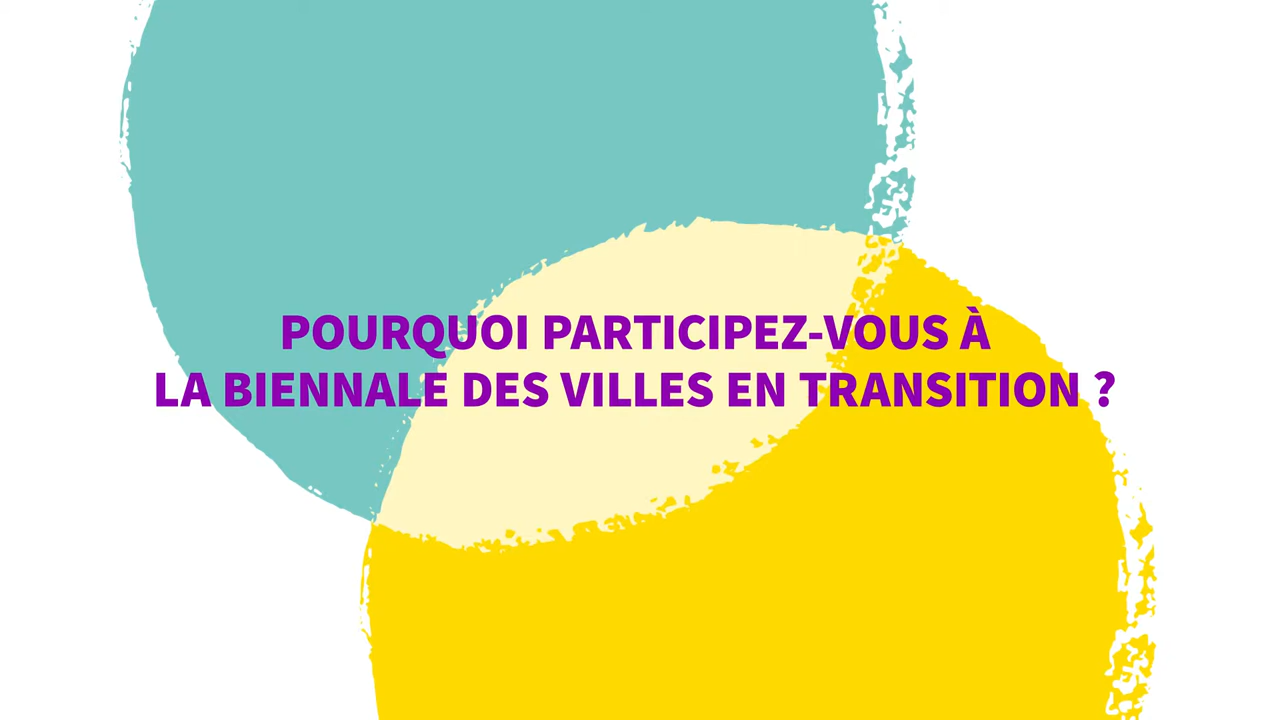 POURQUOI PARTICIPEZ-VOUS À
LA BIENNALE DES VILLES EN TRANSITION ?